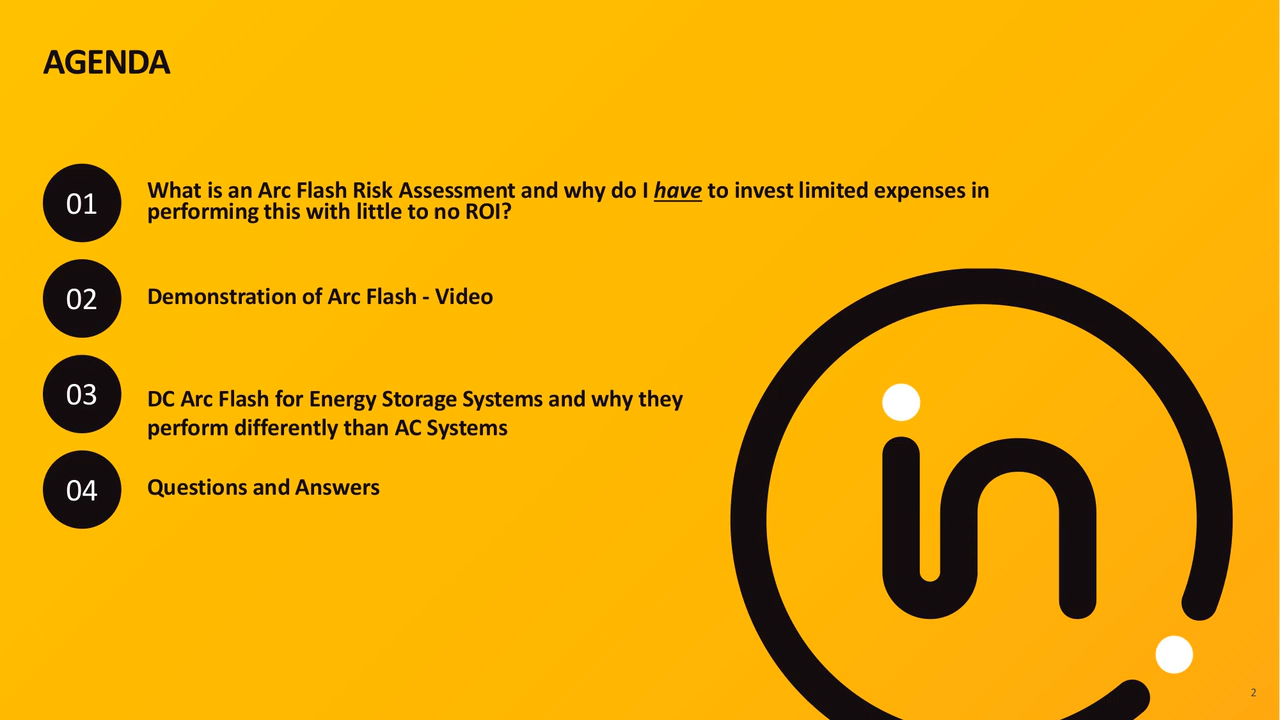 AGENDA
01
What is an Arc Flash Risk Assessment and why do I have to invest limited expenses in
performing this with little to no ROI?
02
Demonstration of Arc Flash - Video
03
DC Arc Flash for Energy Storage Systems and why they
perform differently than AC Systems
04
Questions and Answers
in
2